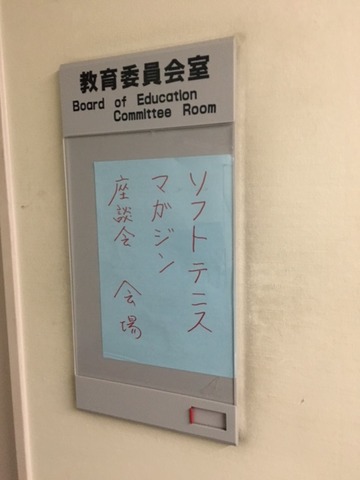 教育委員会室
Board of Education
Committee Room
ソフトテニス
マガジン
座談会 会場